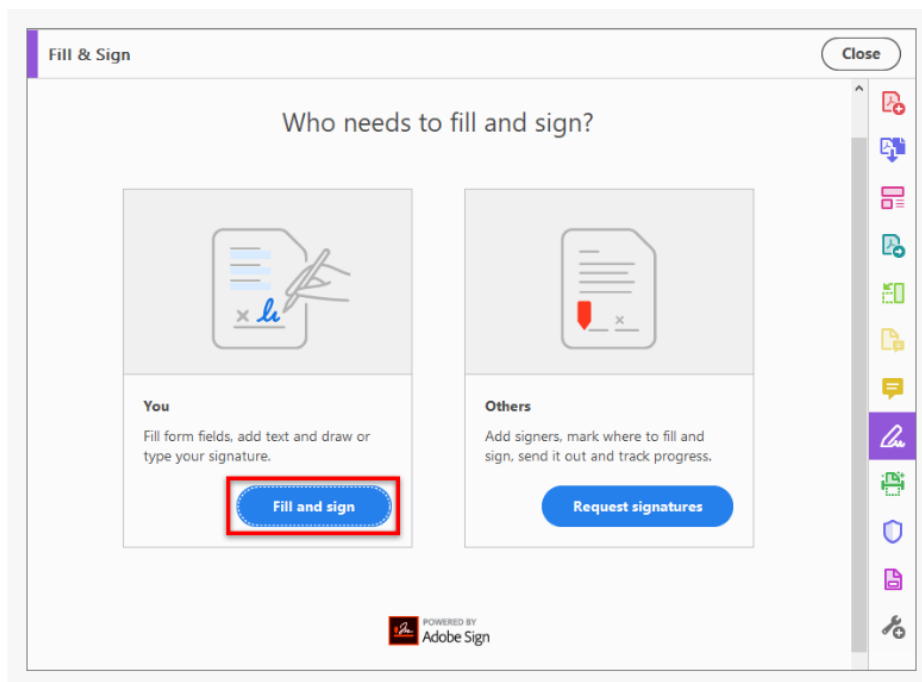 Fill & Sign
Close
Who needs to fill and sign?
You
Fill form fields, add text and draw or
type your signature.
Fill and sign
Others
Add signers, mark where to fill and
sign, send it out and track progress.
Request signatures
POWERED BY
Adobe Sign